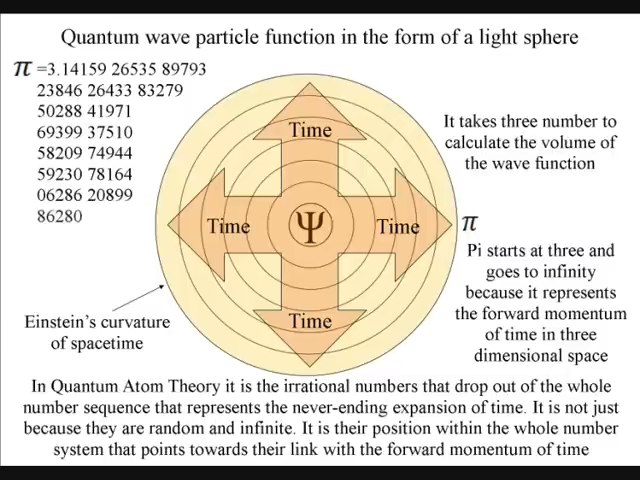 Quantum wave particle function in the form of a light sphere
π =3.14159 26535 89793
23846 26433 83279
50288 41971
69399 37510
58209 74944
59230 78164
06286 20899
86280
It takes three number to
calculate the volume of
the wave function
Time
Time
Ψ
Time
Time
π
Pi starts at three and
goes to infinity
because it represents
the forward momentum
of time in three
dimensional space
Einstein’s curvature
of spacetime
In Quantum Atom Theory it is the irrational numbers that drop out of the whole
number sequence that represents the never-ending expansion of time. It is not just
because they are random and infinite. It is their position within the whole number
system that points towards their link with the forward momentum of time